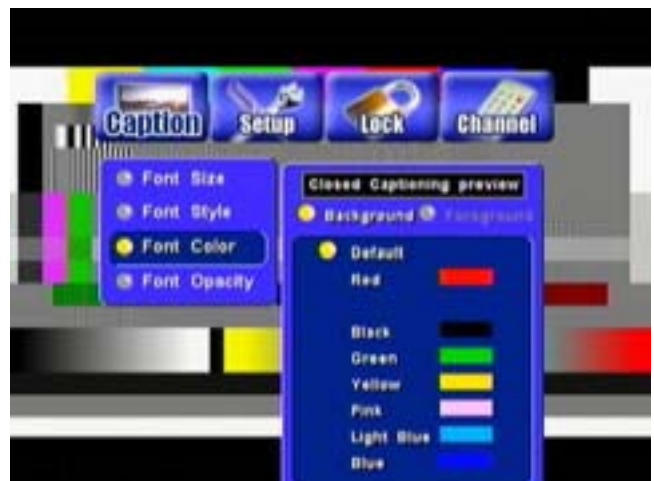 Caption Setup Lock Channel
Font Size
Font Style
Font Color
Font Opacity
Closed Captioning preview
Background Foreground
Default
Red
Black
Green
Yellow
Pink
Light Blue
Blue